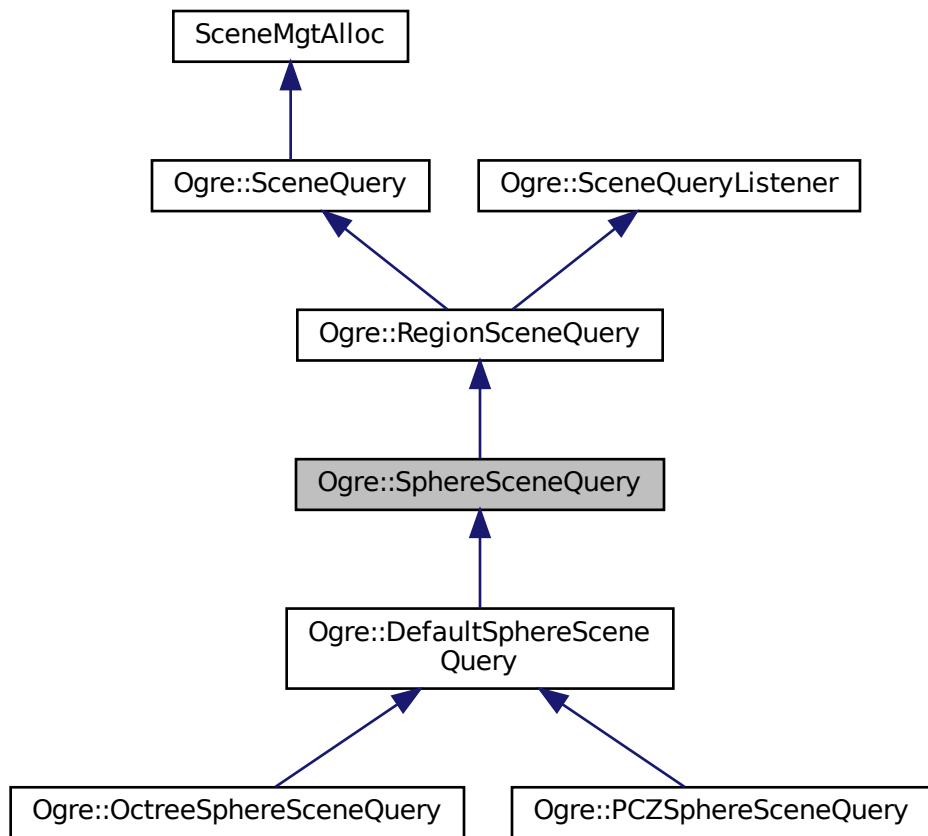 SceneMgtAlloc
Ogre::SceneQuery
Ogre::SceneQueryListener
Ogre::RegionSceneQuery
Ogre::SphereSceneQuery
Ogre::DefaultSphereScene
Query
Ogre::OctreeSphereSceneQuery
Ogre::PCZSphereSceneQuery